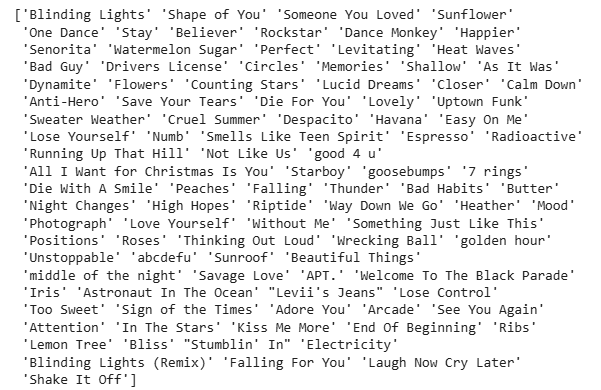 ['Blinding Lights' 'Shape of You' 'Someone You Loved' 'Sunflower'
'One Dance' 'Stay' 'Believer' 'Rockstar' 'Dance Monkey' 'Happier'
'Senorita' 'Watermelon Sugar' 'Perfect' 'Levitating' 'Heat Waves'
'Bad Guy' 'Drivers License' 'Circles' 'Memories' 'Shallow' 'As It Was'
'Dynamite' 'Flowers' 'Counting Stars' 'Lucid Dreams' 'Closer' 'Calm Down'
'Anti-Hero' 'Save Your Tears' 'Die For You' 'Lovely' 'Uptown Funk'
'Sweater Weather' 'Cruel Summer' 'Despacito' 'Havana' 'Easy On Me'
'Lose Yourself' 'Numb' 'Smells Like Teen Spirit' 'Espresso' 'Radioactive'
'Running Up That Hill' 'Not Like Us' 'good 4 u'
'All I Want for Christmas Is You' 'Starboy' 'goosebumps' '7 rings'
'Die With A Smile' 'Peaches' 'Falling' 'Thunder' 'Bad Habits' 'Butter'
'Night Changes' 'High Hopes' 'Riptide' 'Way Down We Go' 'Heather' 'Mood'
'Photograph' 'Love Yourself' 'Without Me' 'Something Just Like This'
'Positions' 'Roses' 'Thinking Out Loud' 'Wrecking Ball' 'golden hour'
'Unstoppable' 'abcdefu' 'Sunroof' 'Beautiful Things'
'middle of the night' 'Savage Love' 'APT.' 'Welcome To The Black Parade'
'Iris' 'Astronaut In The Ocean' "Levii's Jeans" 'Lose Control'
'Too Sweet' 'Sign of the Times' 'Adore You' 'Arcade' 'See You Again'
'Attention' 'In The Stars' 'Kiss Me More' 'End Of Beginning' 'Ribs'
'Lemon Tree' 'Bliss' "Stumblin' In" 'Electricity'
'Blinding Lights (Remix)' 'Falling For You' 'Laugh Now Cry Later'
'Shake It Off']